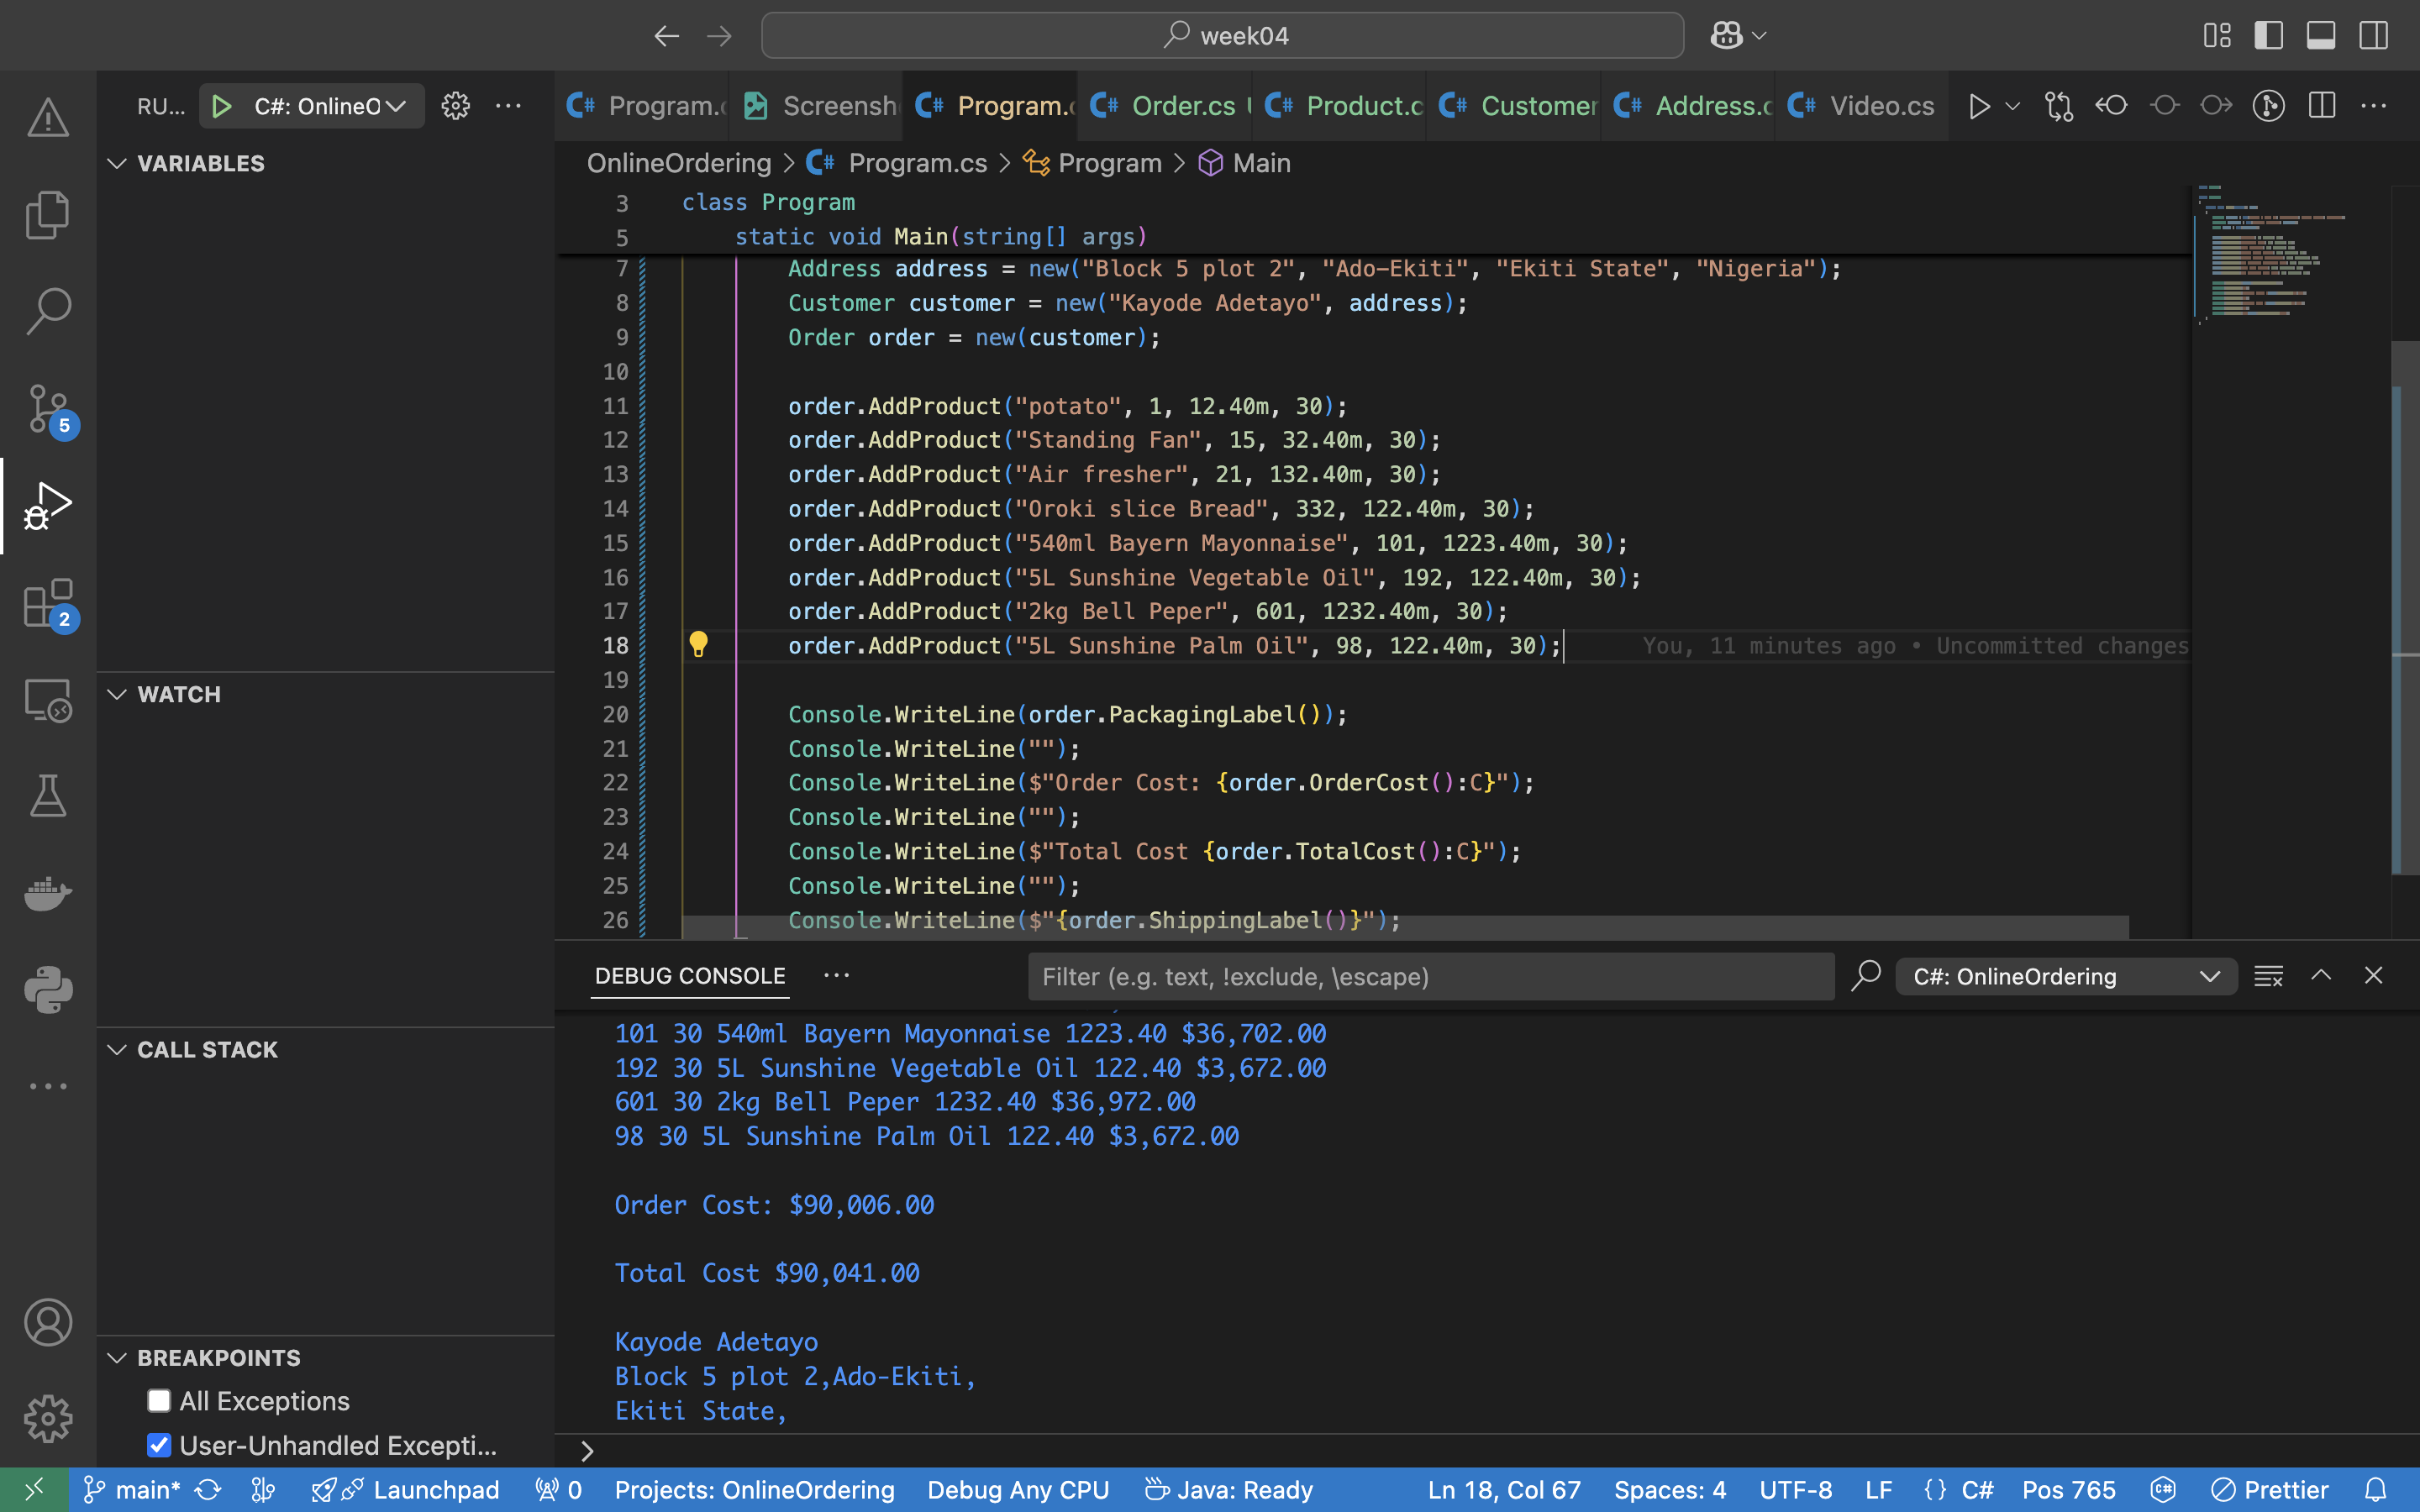 week04
RU... C#: OnlineO
Program.c Screensh Program.c Order.cs U Product.c Customer Address.c Video.cs
VARIABLES
OnlineOrdering > Program.cs > Program > Main
3 class Program
5 static void Main(string[] args)
7 Address address = new("Block 5 plot 2", "Ado-Ekiti", "Ekiti State", "Nigeria");
8 Customer customer = new("Kayode Adetayo", address);
9 Order order = new(customer);
10
11 order.AddProduct("potato", 1, 12.40m, 30);
12 order.AddProduct("Standing Fan", 15, 32.40m, 30);
13 order.AddProduct("Air fresher", 21, 132.40m, 30);
14 order.AddProduct("Oroki slice Bread", 332, 122.40m, 30);
15 order.AddProduct("540ml Bayern Mayonnaise", 101, 1223.40m, 30);
16 order.AddProduct("5L Sunshine Vegetable Oil", 192, 122.40m, 30);
17 order.AddProduct("2kg Bell Peper", 601, 1232.40m, 30);
18 order.AddProduct("5L Sunshine Palm Oil", 98, 122.40m, 30); You, 11 minutes ago • Uncommitted changes
19
20 Console.WriteLine(order.PackagingLabel());
21 Console.WriteLine("");
22 Console.WriteLine($"Order Cost: {order.OrderCost():C}");
23 Console.WriteLine("");
24 Console.WriteLine($"Total Cost {order.TotalCost():C}");
25 Console.WriteLine("");
26 Console.WriteLine($"{order.ShippingLabel()}");
5
2
WATCH
CALL STACK
BREAKPOINTS
All Exceptions
User-Unhandled Excepti...
DEBUG CONSOLE ... Filter (e.g. text, !exclude, \escape) C#: OnlineOrdering
101 30 540ml Bayern Mayonnaise 1223.40 $36,702.00
192 30 5L Sunshine Vegetable Oil 122.40 $3,672.00
601 30 2kg Bell Peper 1232.40 $36,972.00
98 30 5L Sunshine Palm Oil 122.40 $3,672.00
Order Cost: $90,006.00
Total Cost $90,041.00
Kayode Adetayo
Block 5 plot 2,Ado-Ekiti,
Ekiti State,
>
main* Launchpad 0 Projects: OnlineOrdering Debug Any CPU Java: Ready Ln 18, Col 67 Spaces: 4 UTF-8 LF {} C# Pos 765 Prettier